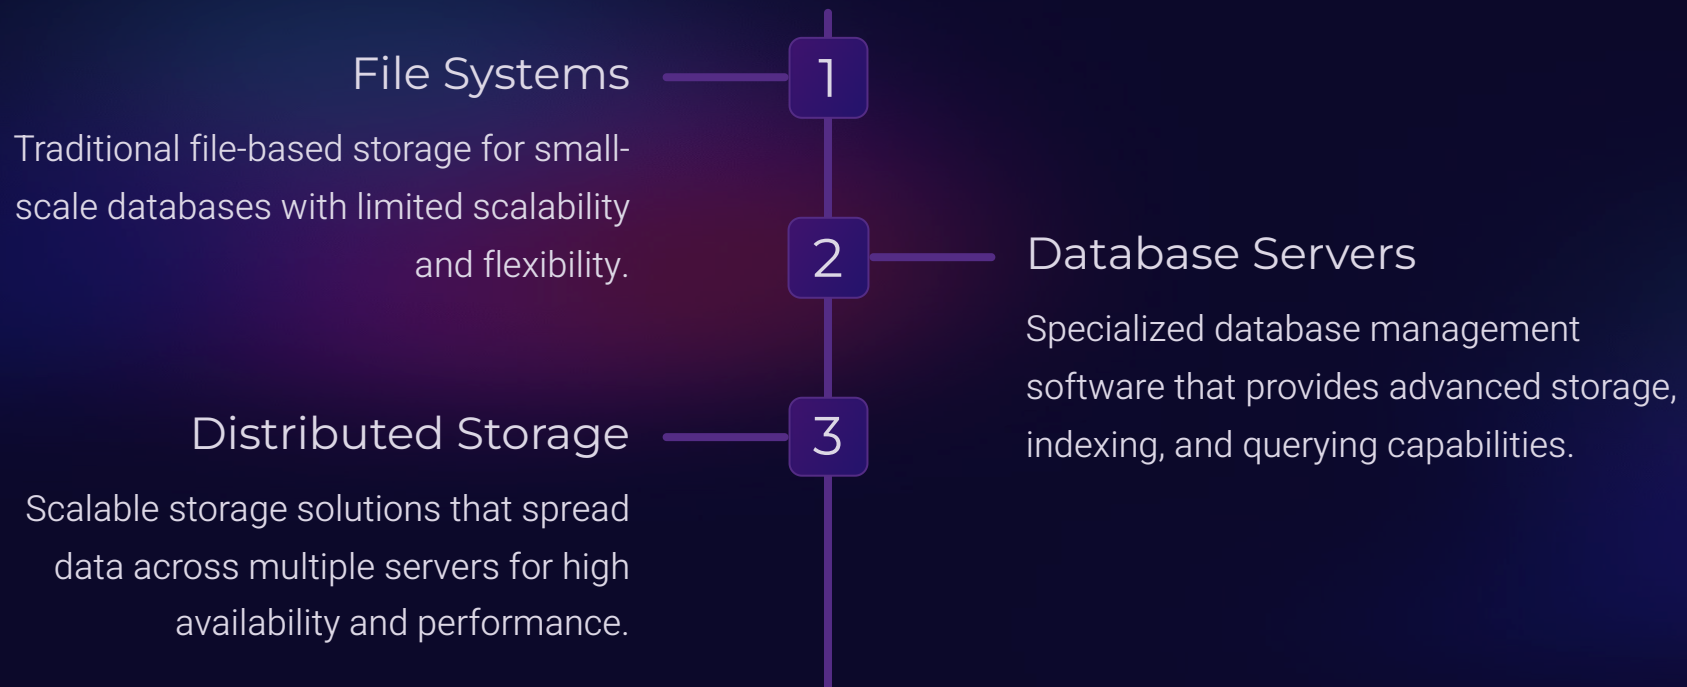 1
File Systems
Traditional file-based storage for small-
scale databases with limited scalability
and flexibility.
2
Database Servers
Specialized database management
software that provides advanced storage,
indexing, and querying capabilities.
3
Distributed Storage
Scalable storage solutions that spread
data across multiple servers for high
availability and performance.